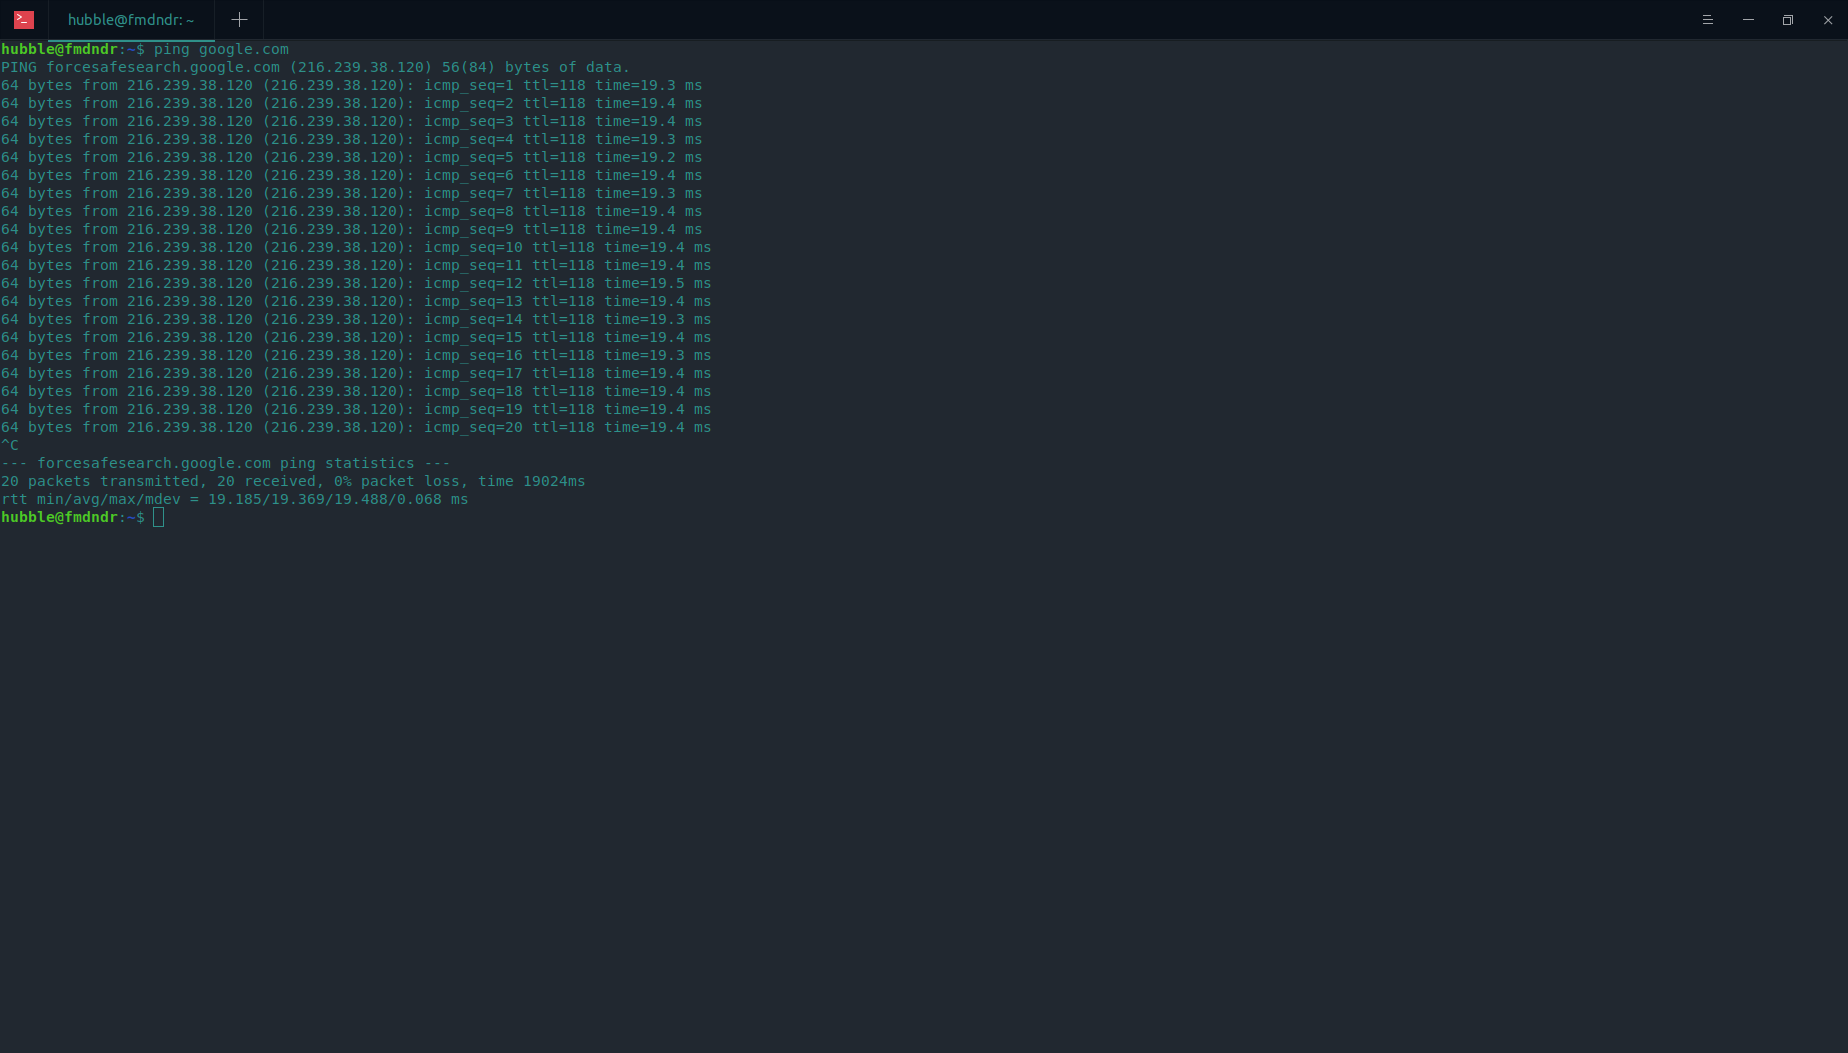 hubble@fmdndr: ~
hubble@fmdndr:~$ ping google.com
PING forcesafesearch.google.com (216.239.38.120) 56(84) bytes of data.
64 bytes from 216.239.38.120 (216.239.38.120): icmp_seq=1 ttl=118 time=19.3 ms
64 bytes from 216.239.38.120 (216.239.38.120): icmp_seq=2 ttl=118 time=19.4 ms
64 bytes from 216.239.38.120 (216.239.38.120): icmp_seq=3 ttl=118 time=19.4 ms
64 bytes from 216.239.38.120 (216.239.38.120): icmp_seq=4 ttl=118 time=19.3 ms
64 bytes from 216.239.38.120 (216.239.38.120): icmp_seq=5 ttl=118 time=19.2 ms
64 bytes from 216.239.38.120 (216.239.38.120): icmp_seq=6 ttl=118 time=19.4 ms
64 bytes from 216.239.38.120 (216.239.38.120): icmp_seq=7 ttl=118 time=19.3 ms
64 bytes from 216.239.38.120 (216.239.38.120): icmp_seq=8 ttl=118 time=19.4 ms
64 bytes from 216.239.38.120 (216.239.38.120): icmp_seq=9 ttl=118 time=19.4 ms
64 bytes from 216.239.38.120 (216.239.38.120): icmp_seq=10 ttl=118 time=19.4 ms
64 bytes from 216.239.38.120 (216.239.38.120): icmp_seq=11 ttl=118 time=19.4 ms
64 bytes from 216.239.38.120 (216.239.38.120): icmp_seq=12 ttl=118 time=19.5 ms
64 bytes from 216.239.38.120 (216.239.38.120): icmp_seq=13 ttl=118 time=19.4 ms
64 bytes from 216.239.38.120 (216.239.38.120): icmp_seq=14 ttl=118 time=19.3 ms
64 bytes from 216.239.38.120 (216.239.38.120): icmp_seq=15 ttl=118 time=19.4 ms
64 bytes from 216.239.38.120 (216.239.38.120): icmp_seq=16 ttl=118 time=19.3 ms
64 bytes from 216.239.38.120 (216.239.38.120): icmp_seq=17 ttl=118 time=19.4 ms
64 bytes from 216.239.38.120 (216.239.38.120): icmp_seq=18 ttl=118 time=19.4 ms
64 bytes from 216.239.38.120 (216.239.38.120): icmp_seq=19 ttl=118 time=19.4 ms
64 bytes from 216.239.38.120 (216.239.38.120): icmp_seq=20 ttl=118 time=19.4 ms
^C
--- forcesafesearch.google.com ping statistics ---
20 packets transmitted, 20 received, 0% packet loss, time 19024ms
rtt min/avg/max/mdev = 19.185/19.369/19.488/0.068 ms
hubble@fmdndr:~$